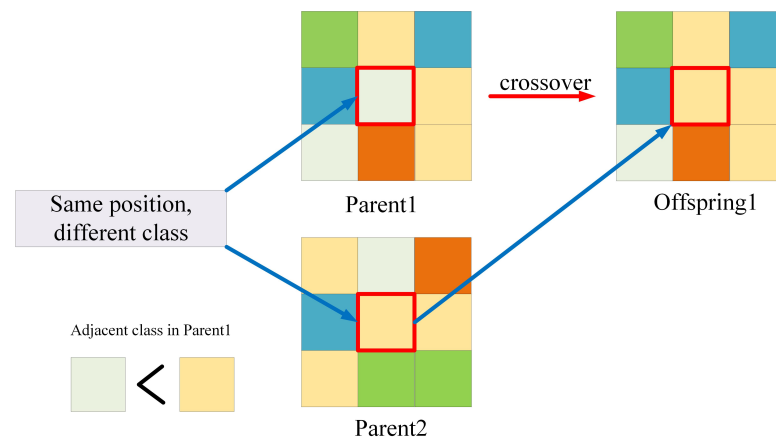 crossover
Parent1
Offspring1
Same position,
different class
Adjacent class in Parent1
<
Parent2